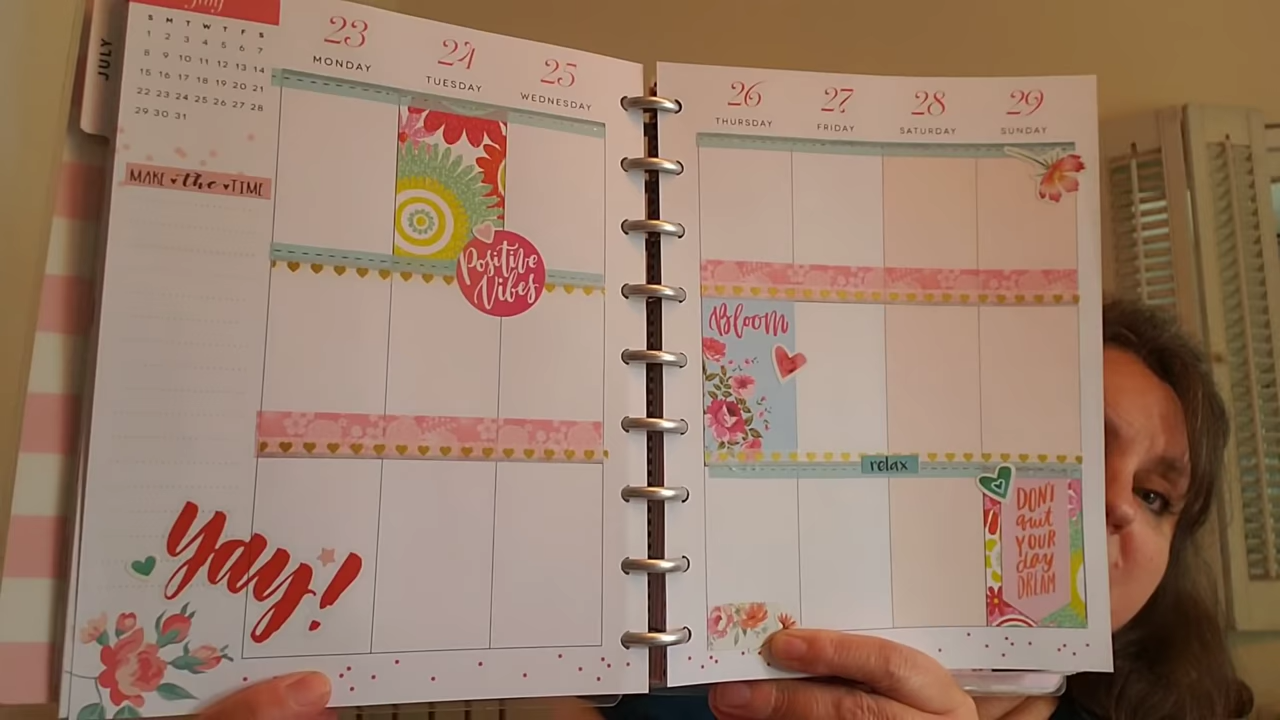 July
S M T W T F S
1 2 3 4 5 6 7
8 9 10 11 12 13 14
15 16 17 18 19 20 21
22 23 24 25 26 27 28
29 30 31
JULY
MAKE the TIME
23
MONDAY
24
TUESDAY
25
WEDNESDAY
Positive
Vibes
yay!
26
THURSDAY
27
FRIDAY
28
SATURDAY
29
SUNDAY
Bloom
relax
DON'T
quit
YOUR
day
DREAM